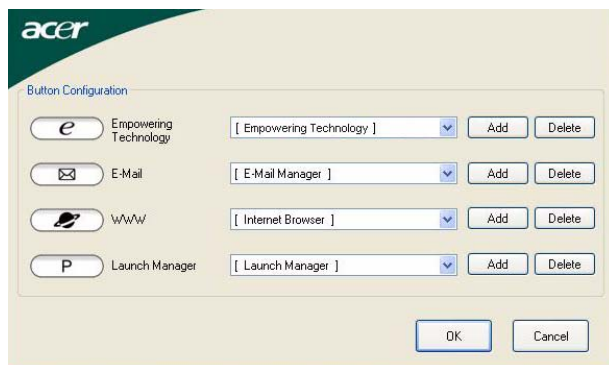 acer
Button Configuration
e Empowering Technology [ Empowering Technology ] Add Delete
E-Mail [ E-Mail Manager ] Add Delete
WWW [ Internet Browser ] Add Delete
P Launch Manager [ Launch Manager ] Add Delete
OK Cancel